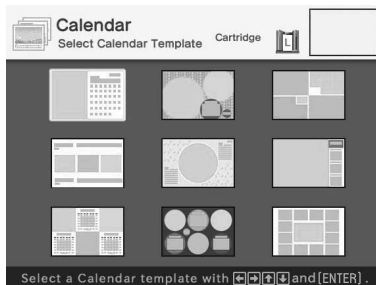 Calendar
Select Calendar Template
Cartridge
L
Select a Calendar template with ←→↑↓ and [ENTER].